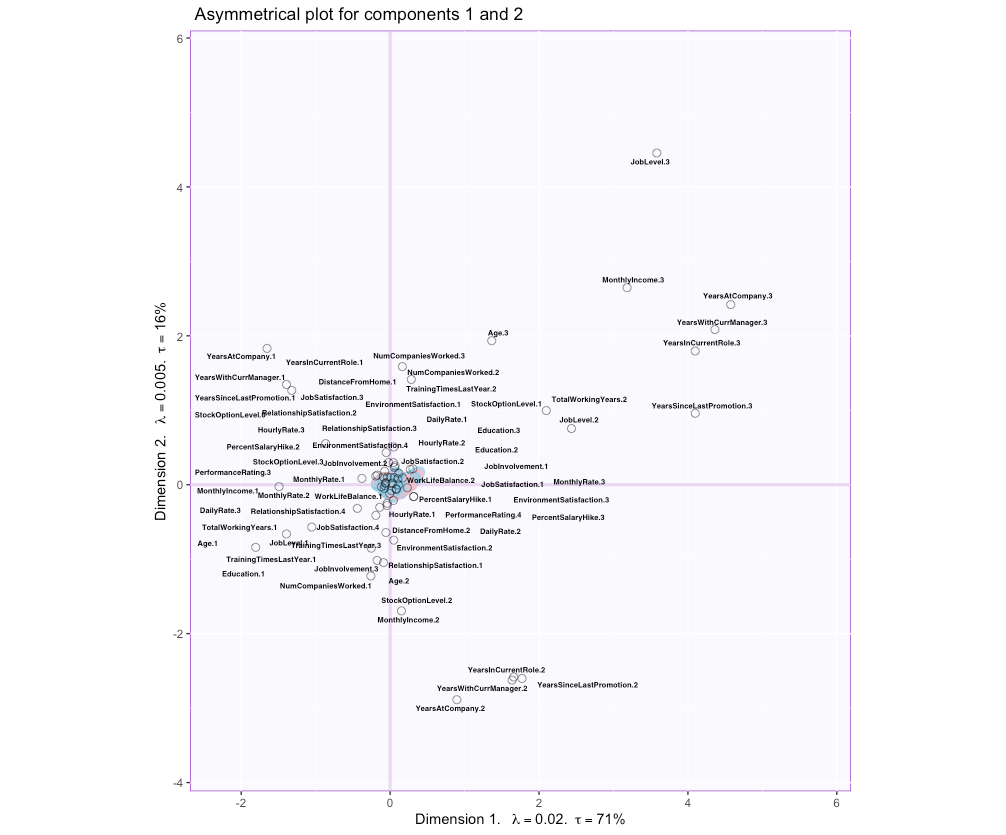 Asymmetrical plot for components 1 and 2
6
JobLevel.3
4
MonthlyIncome.3
YearsAtCompany.3
YearsWithCurrManager.3
Age.3
2
YearsInCurrentRole.3
YearsAtCompany.1
NumCompaniesWorked.3
YearsInCurrentRole.1
NumCompaniesWorked.2
YearsWithCurrManager.1
DistanceFromHome.1
TrainingTimesLastYear.2
YearsSinceLastPromotion.1
JobSatisfaction.3
TotalWorkingYears.2
EnvironmentSatisfaction.1
StockOptionLevel.1
YearsSinceLastPromotion.3
StockOptionLevel.0
RelationshipSatisfaction.2
DailyRate.1
JobLevel.2
HourlyRate.3
RelationshipSatisfaction.3
Education.3
PercentSalaryHike.2
EnvironmentSatisfaction.4
HourlyRate.2
Education.2
StockOptionLevel.3
JobInvolvement.2
JobSatisfaction.2
JobInvolvement.1
PerformanceRating.3
MonthlyRate.1
WorkLifeBalance.2
JobSatisfaction.1
MonthlyRate.3
0
MonthlyIncome.1
MonthlyRate.2
WorkLifeBalance.1
PercentSalaryHike.1
EnvironmentSatisfaction.3
DailyRate.3
RelationshipSatisfaction.4
HourlyRate.1
PerformanceRating.4
PercentSalaryHike.3
TotalWorkingYears.1
JobSatisfaction.4
DistanceFromHome.2
DailyRate.2
Age.1
JobLevel.1
TrainingTimesLastYear.3
EnvironmentSatisfaction.2
TrainingTimesLastYear.1
JobInvolvement.3
RelationshipSatisfaction.1
Education.1
NumCompaniesWorked.1
Age.2
StockOptionLevel.2
MonthlyIncome.2
-2
YearsInCurrentRole.2
YearsWithCurrManager.2
YearsSinceLastPromotion.2
YearsAtCompany.2
-4
-2 0 2 4 6
Dimension 1. λ = 0.02. τ = 71%
Dimension 2. λ = 0.005. τ = 16%